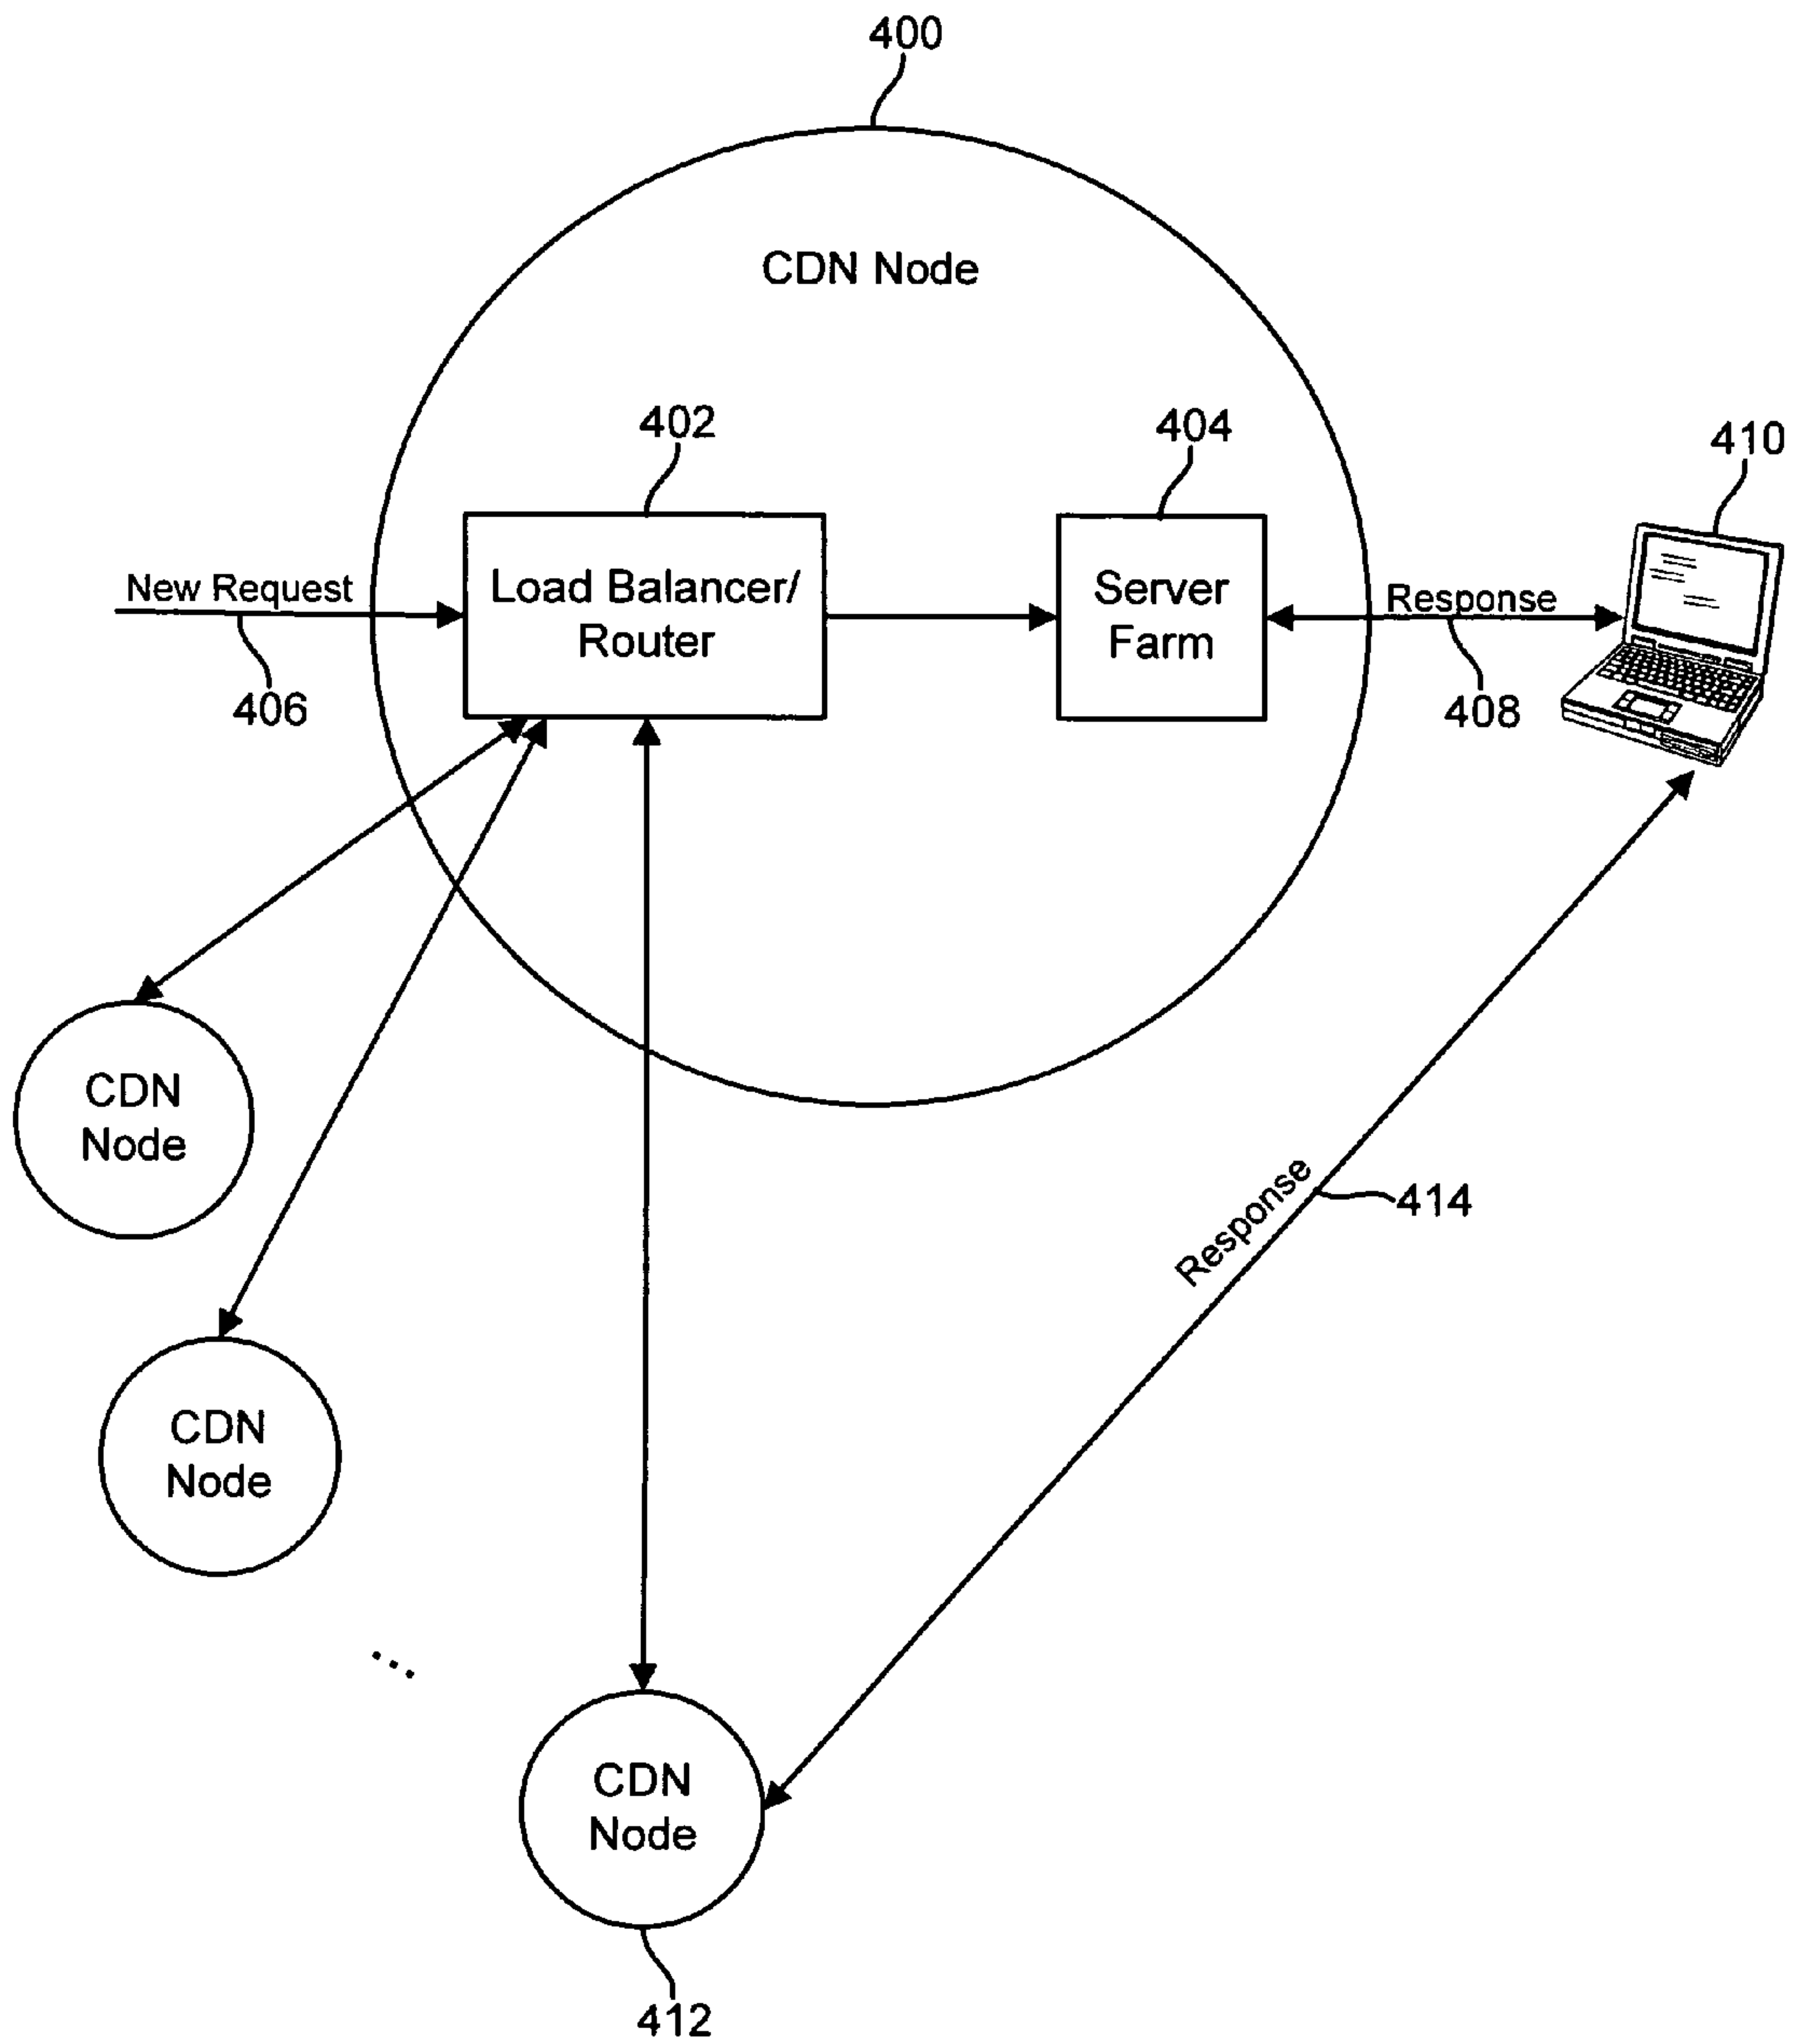 400
CDN Node
402
404
410
New Request
Load Balancer/
Router
Server
Farm
Response
406
408
CDN
Node
Response
414
CDN
Node
...
CDN
Node
412